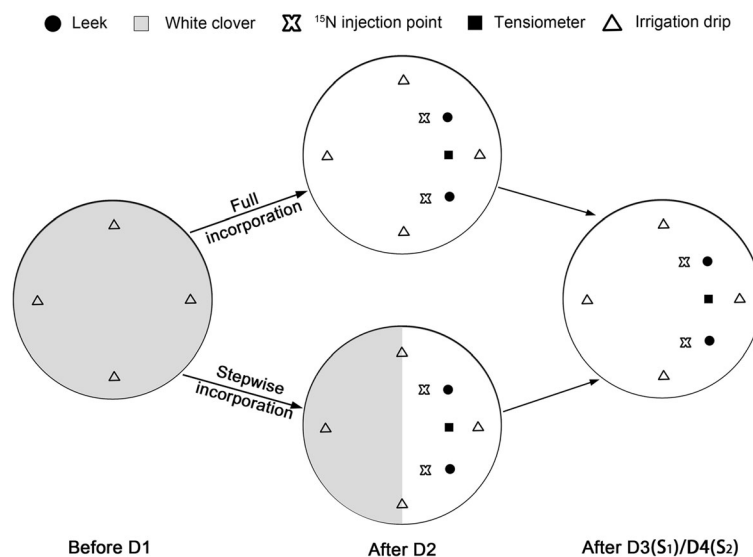 Leek White clover ¹⁵N injection point Tensiometer Irrigation drip
Full
incorporation
Stepwise
incorporation
Before D1 After D2 After D3(S₁)/D4(S₂)